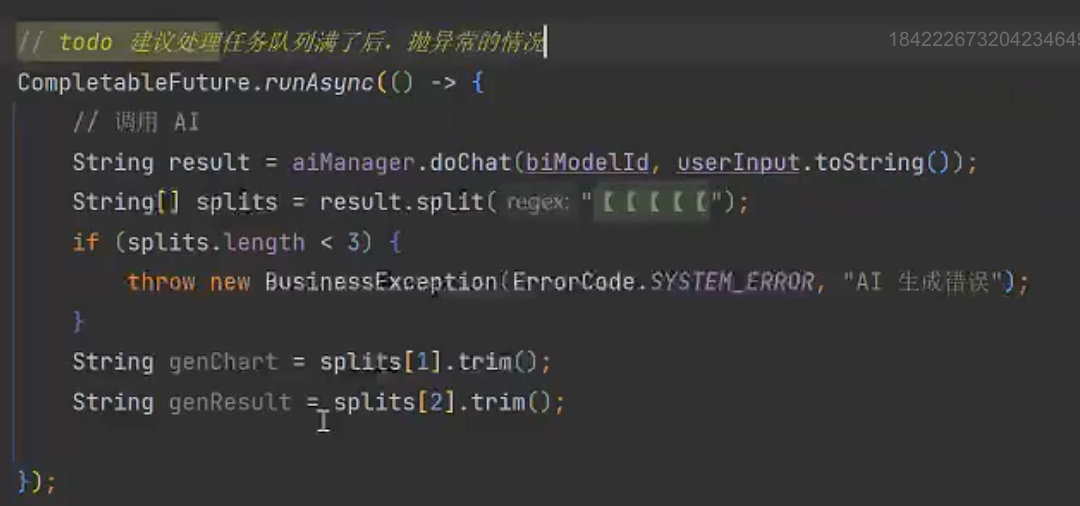 // todo 建议处理任务队列满了后，抛异常的情况
184222673204234649
CompletableFuture.runAsync(() -> {
// 调用 AI
String result = aiManager.doChat(biModelId, userInput.toString());
String[] splits = result.split( regex: "【【【【【");
if (splits.length < 3) {
throw new BusinessException(ErrorCode.SYSTEM_ERROR, "AI 生成错误");
}
String genChart = splits[1].trim();
String genResult = splits[2].trim();
});